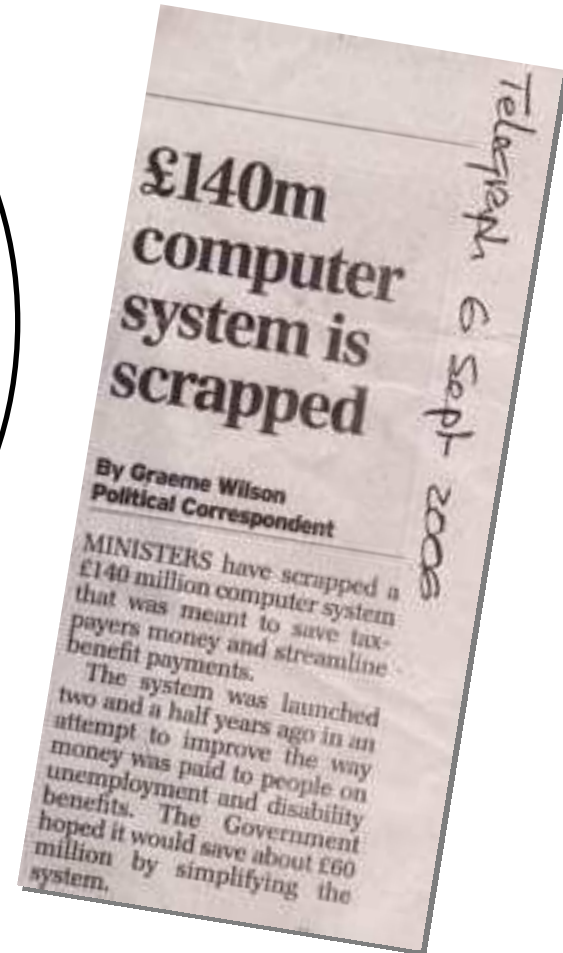 £140m
computer
system is
scrapped
By Graeme Wilson
Political Correspondent
MINISTERS have scrapped a
£140 million computer system
that was meant to save tax-
payers money and streamline
benefit payments.
The system was launched
two and a half years ago in an
attempt to improve the way
money was paid to people on
unemployment and disability
benefits. The Government
hoped it would save about £60
million by simplifying the
system.
Telegraph 6 Sept 2006